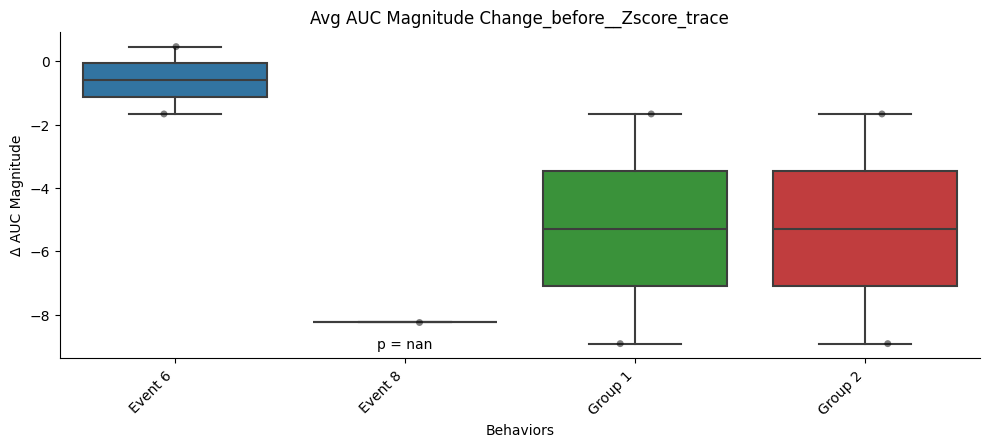 Avg AUC Magnitude Change_before__Zscore_trace
Δ AUC Magnitude
0
−2
−4
−6
−8
p = nan
Event 6
Event 8
Group 1
Group 2
Behaviors